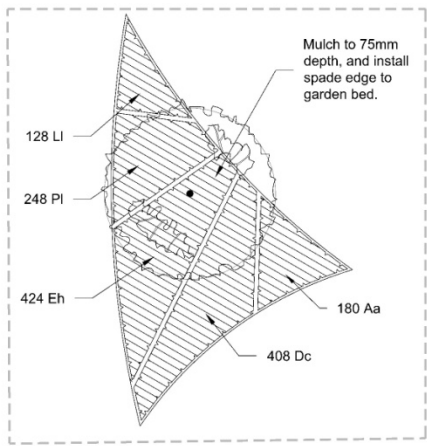 Mulch to 75mm
depth, and install
spade edge to
garden bed.
128 Ll
248 Pl
424 Eh
180 Aa
408 Dc